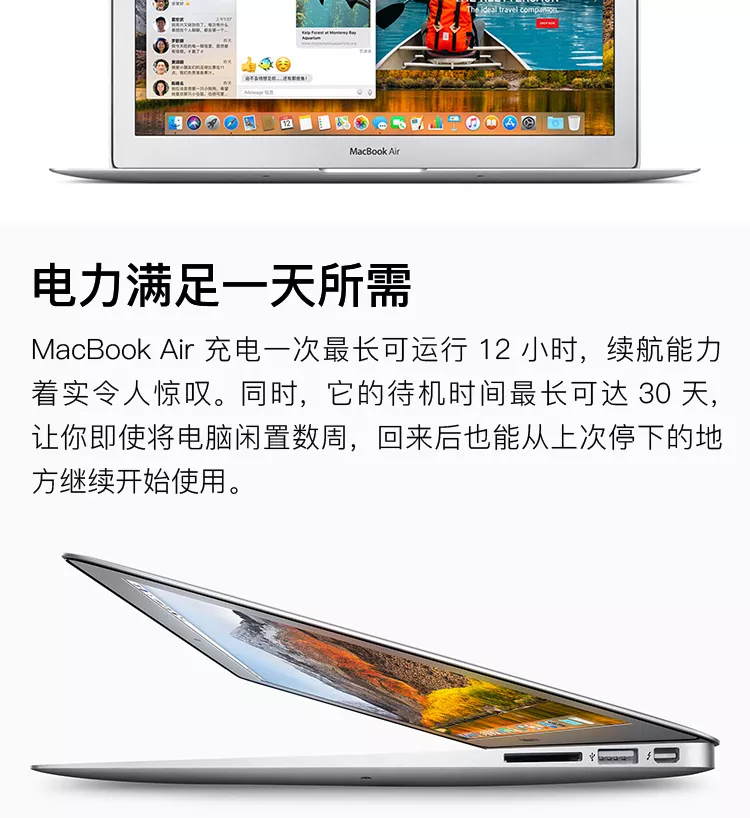 Kelp Forest at Monterey Bay
Aquarium
The ideal travel companion.
iMessage 信息
MacBook Air
电力满足一天所需
MacBook Air 充电一次最长可运行 12 小时，续航能力
着实令人惊叹。同时，它的待机时间最长可达 30 天，
让你即使将电脑闲置数周，回来后也能从上次停下的地
方继续开始使用。